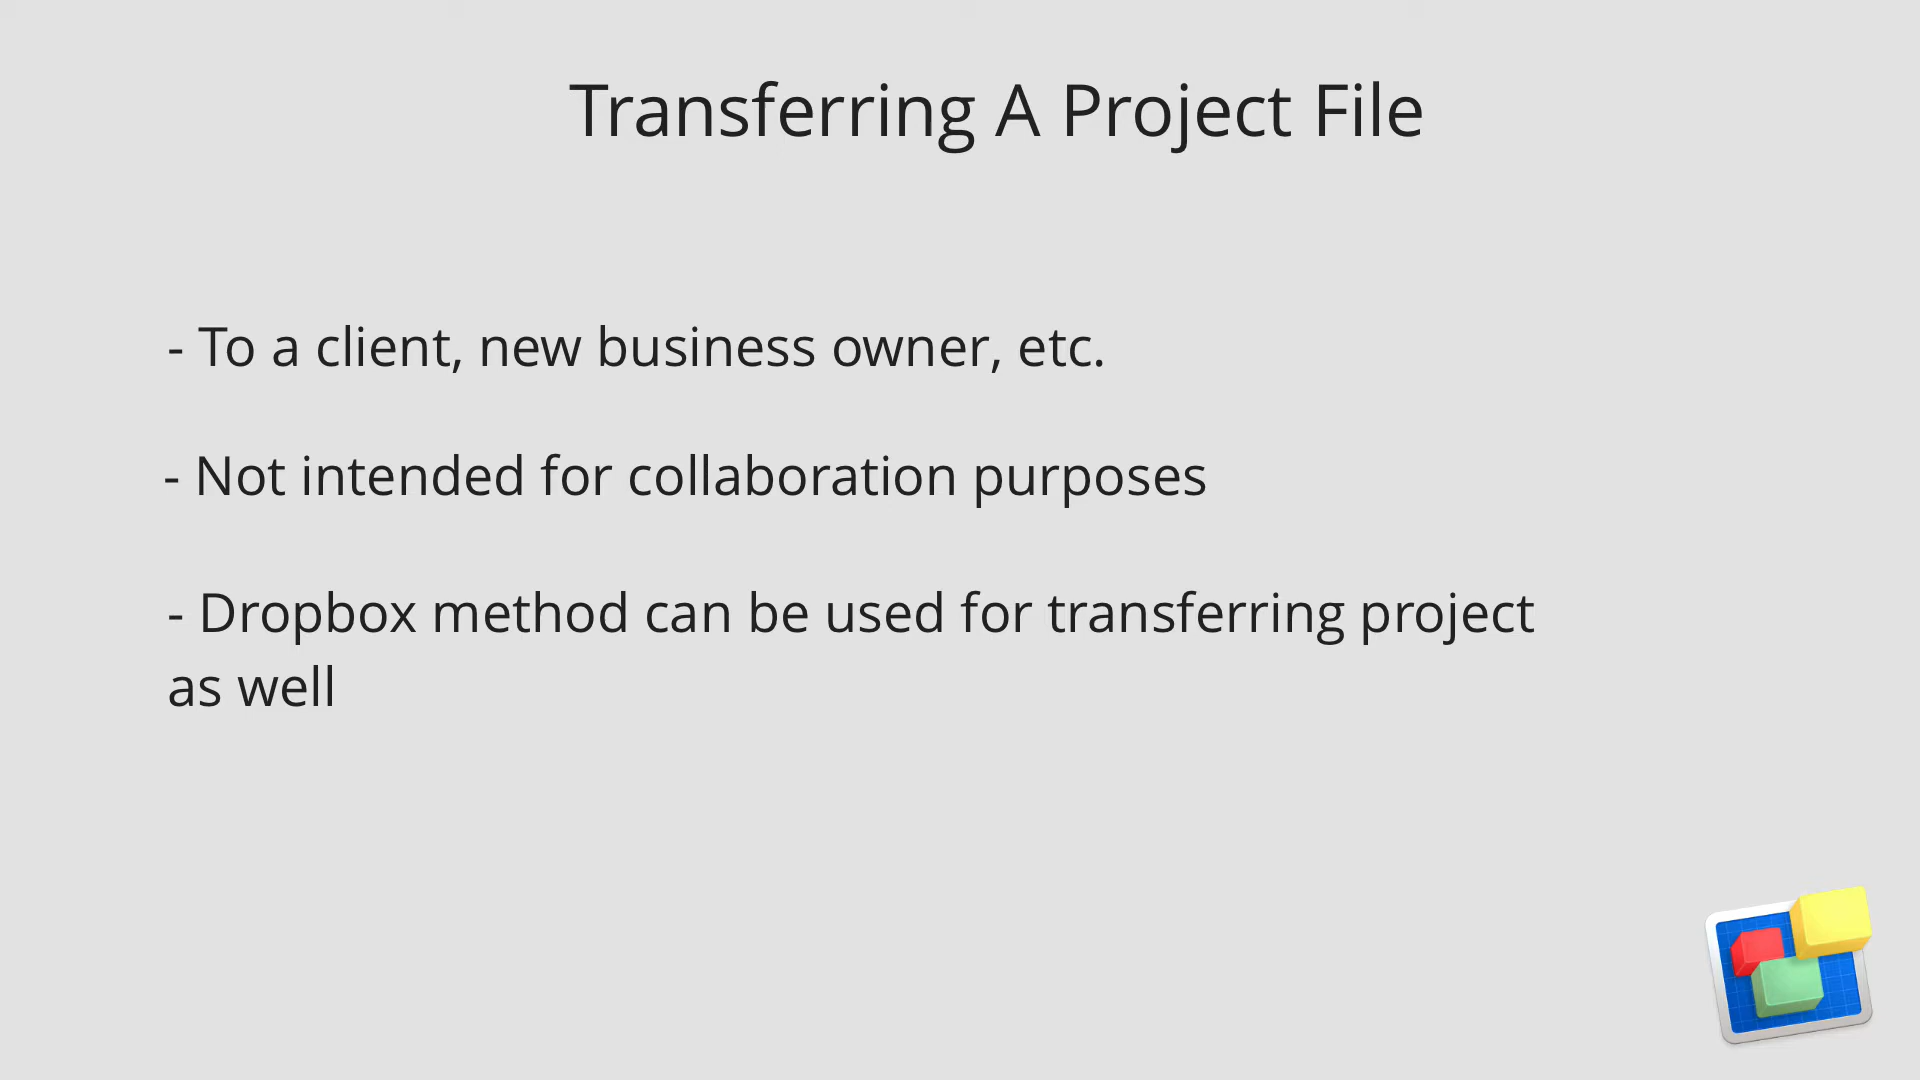 Transferring A Project File
- To a client, new business owner, etc.
- Not intended for collaboration purposes
- Dropbox method can be used for transferring project
as well